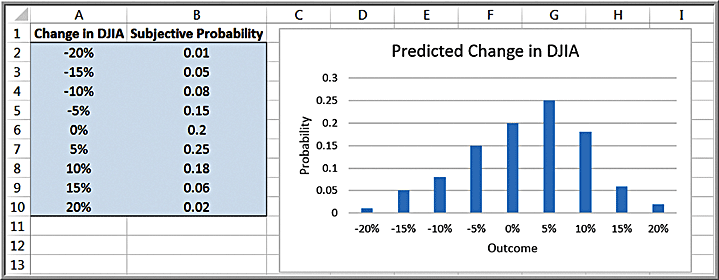 A B C D E F G H I
1 Change in DJIA Subjective Probability
2 -20% 0.01
3 -15% 0.05
4 -10% 0.08
5 -5% 0.15
6 0% 0.2
7 5% 0.25
8 10% 0.18
9 15% 0.06
10 20% 0.02
11
12
13
Predicted Change in DJIA
Probability
0.3
0.25
0.2
0.15
0.1
0.05
0
-20% -15% -10% -5% 0% 5% 10% 15% 20%
Outcome